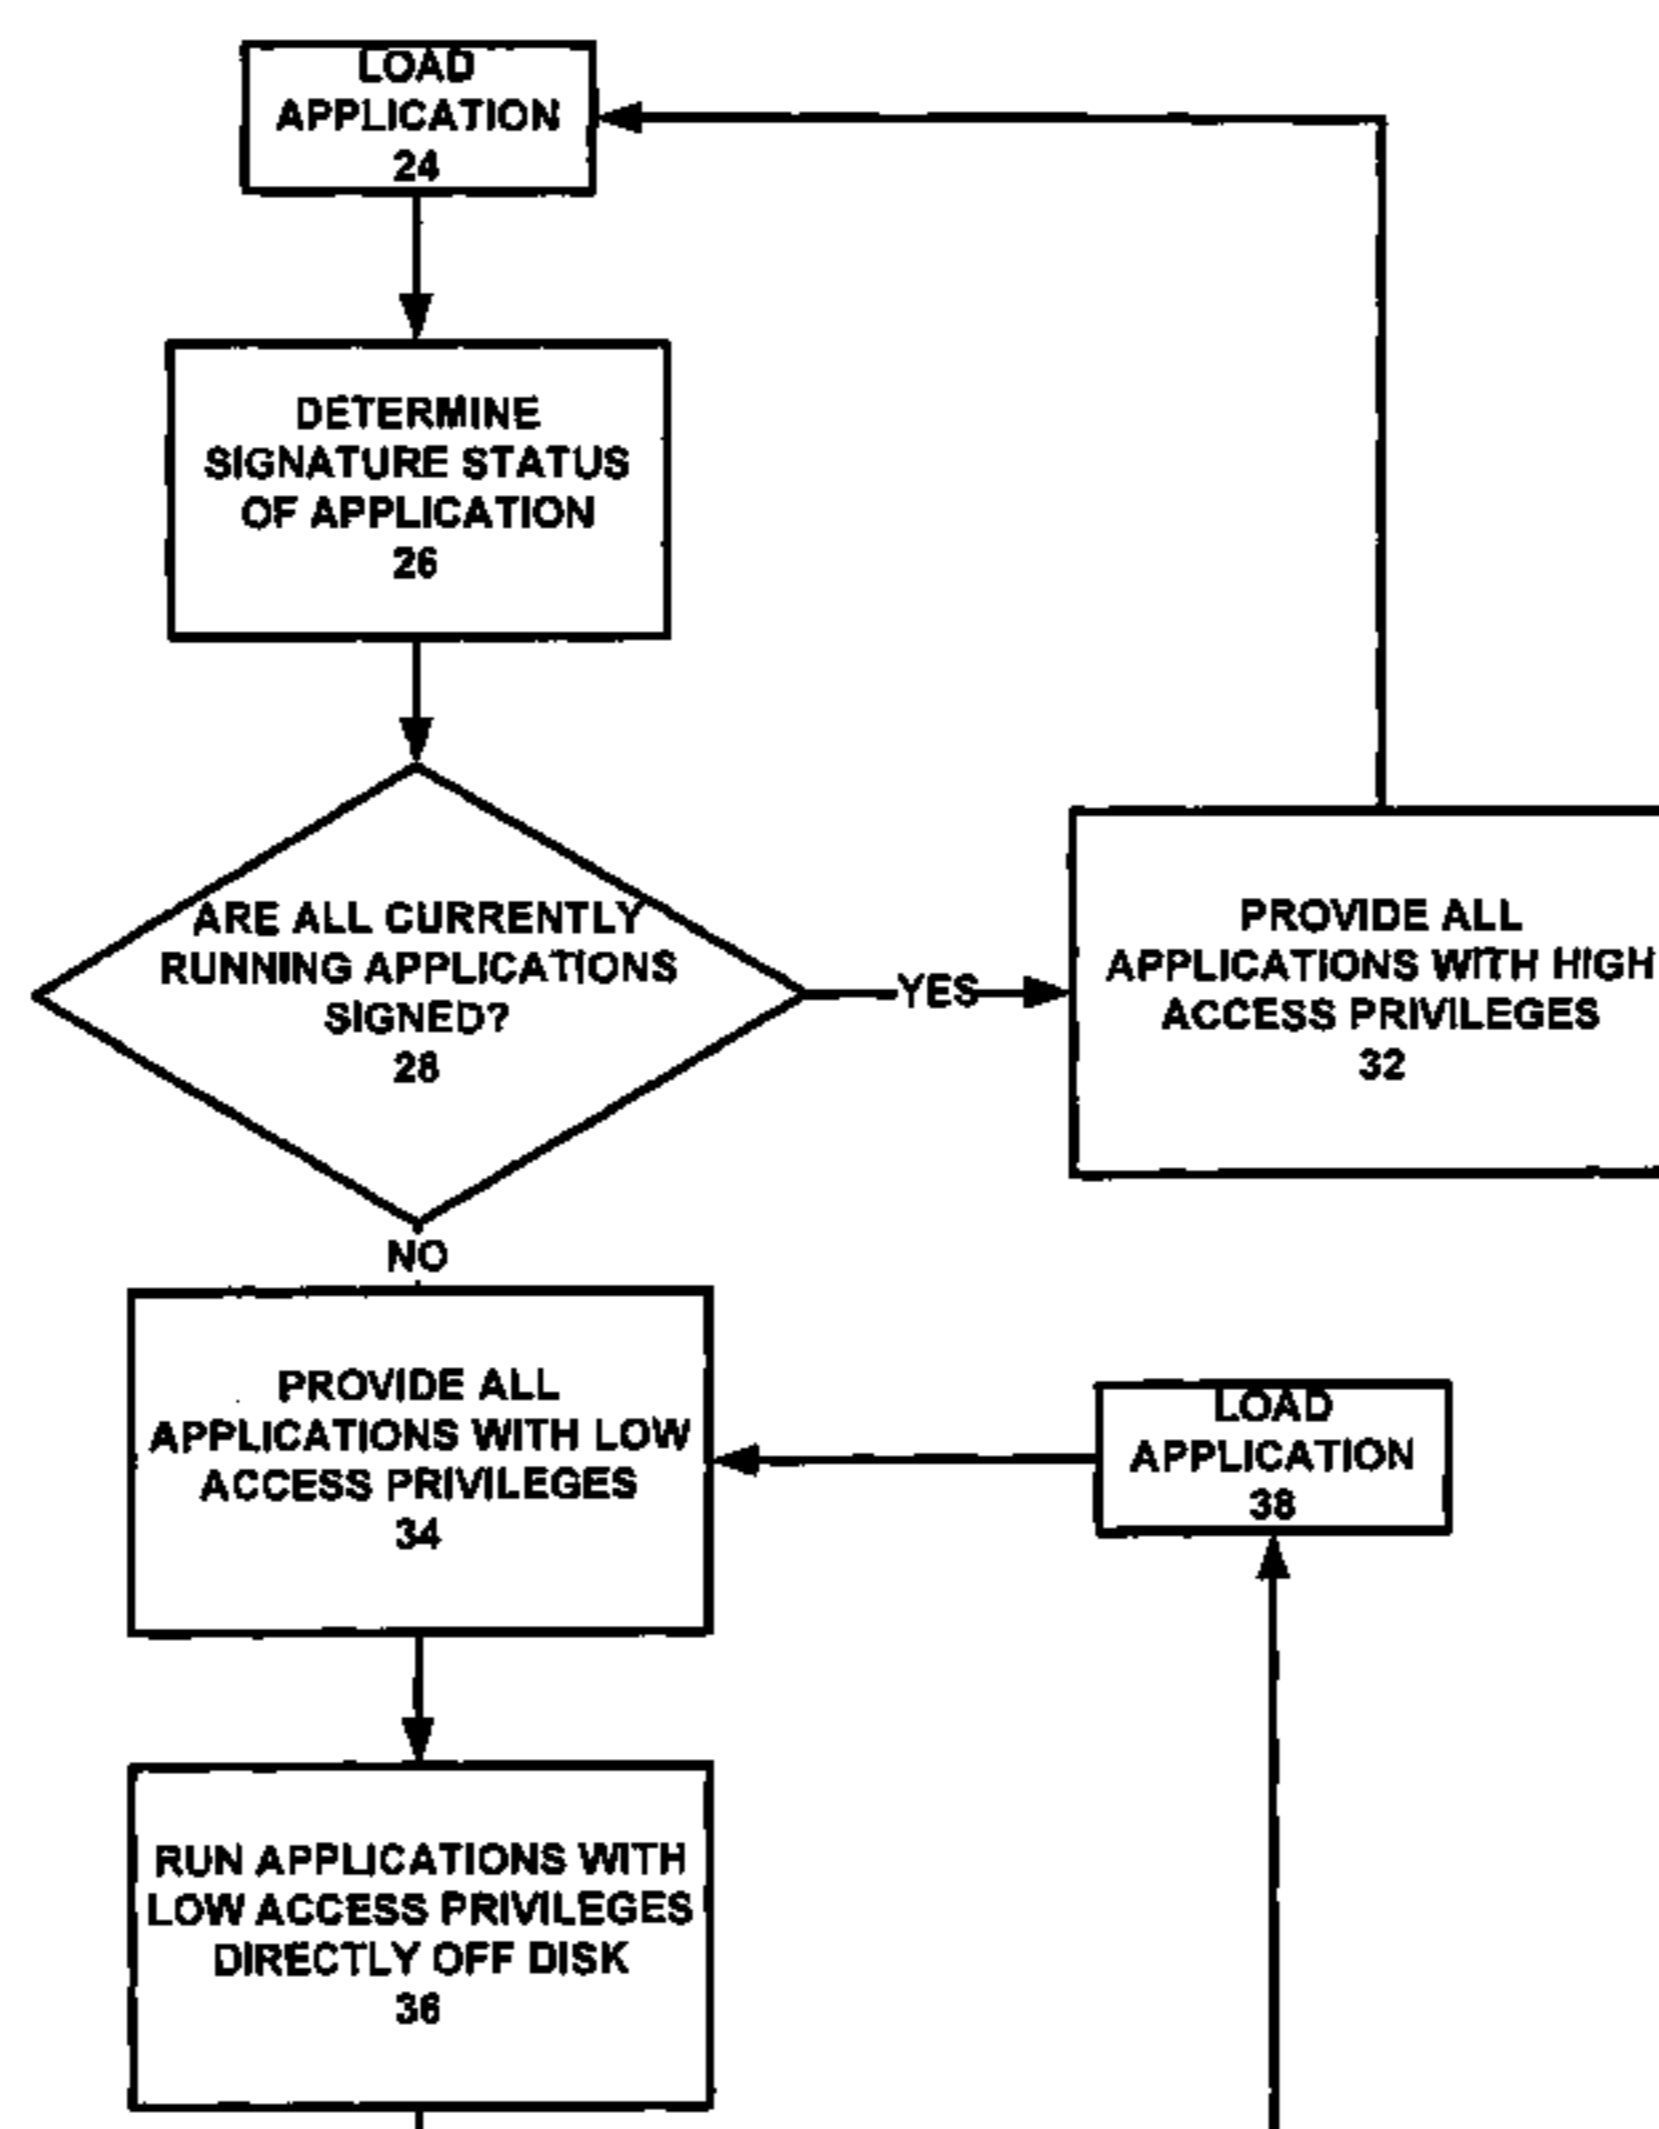 LOAD
APPLICATION
24
DETERMINE
SIGNATURE STATUS
OF APPLICATION
26
ARE ALL CURRENTLY
RUNNING APPLICATIONS
SIGNED?
28
YES
PROVIDE ALL
APPLICATIONS WITH HIGH
ACCESS PRIVILEGES
32
NO
PROVIDE ALL
APPLICATIONS WITH LOW
ACCESS PRIVILEGES
34
LOAD
APPLICATION
38
RUN APPLICATIONS WITH
LOW ACCESS PRIVILEGES
DIRECTLY OFF DISK
36